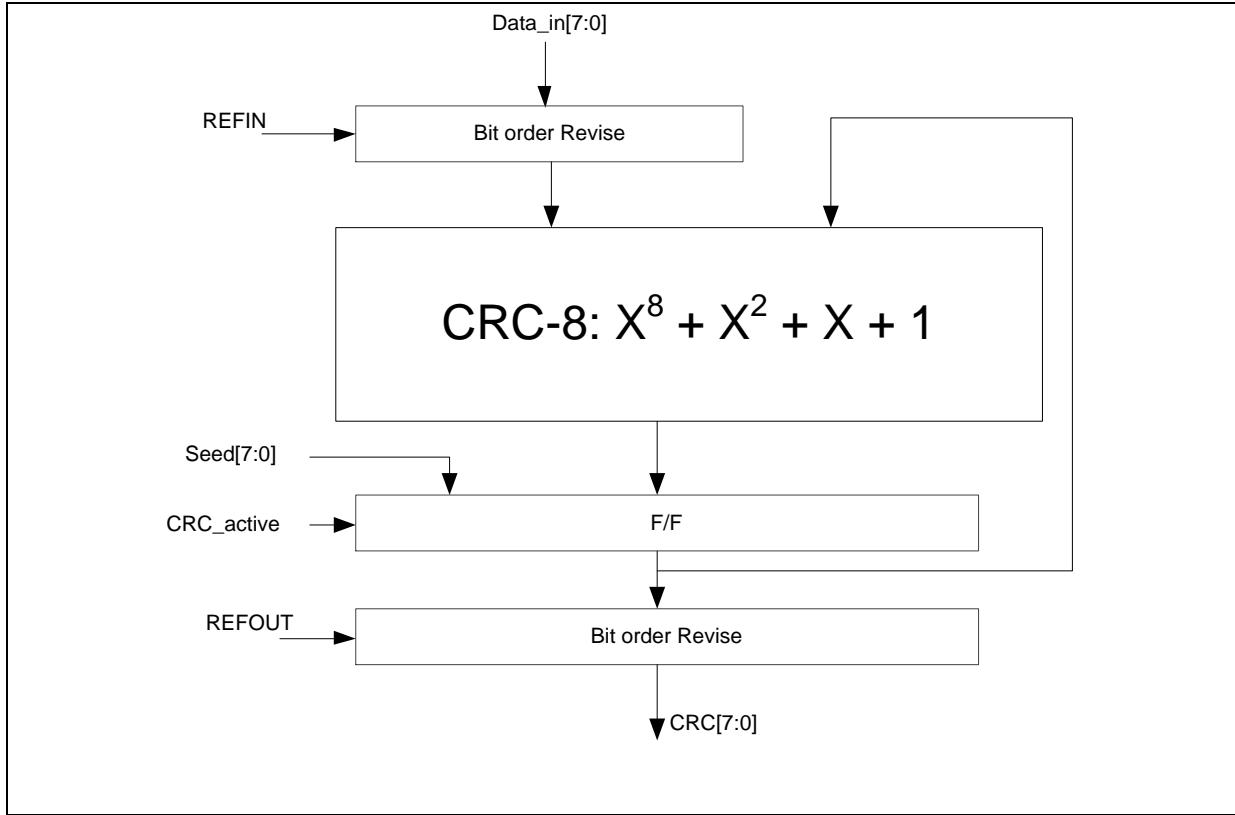 Data_in[7:0]
REFIN
Bit order Revise
CRC-8: X⁸ + X² + X + 1
Seed[7:0]
CRC_active
F/F
REFOUT
Bit order Revise
CRC[7:0]